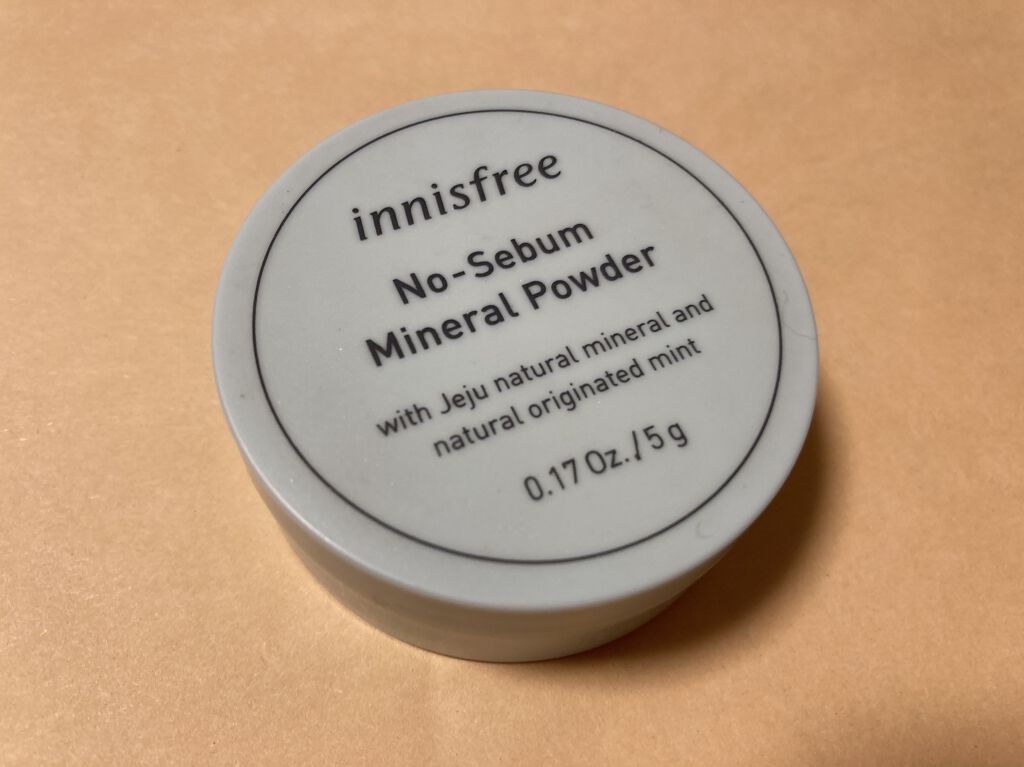 innisfree
No-Sebum
Mineral Powder
with Jeju natural mineral and
natural originated mint
0.17 Oz./5 g